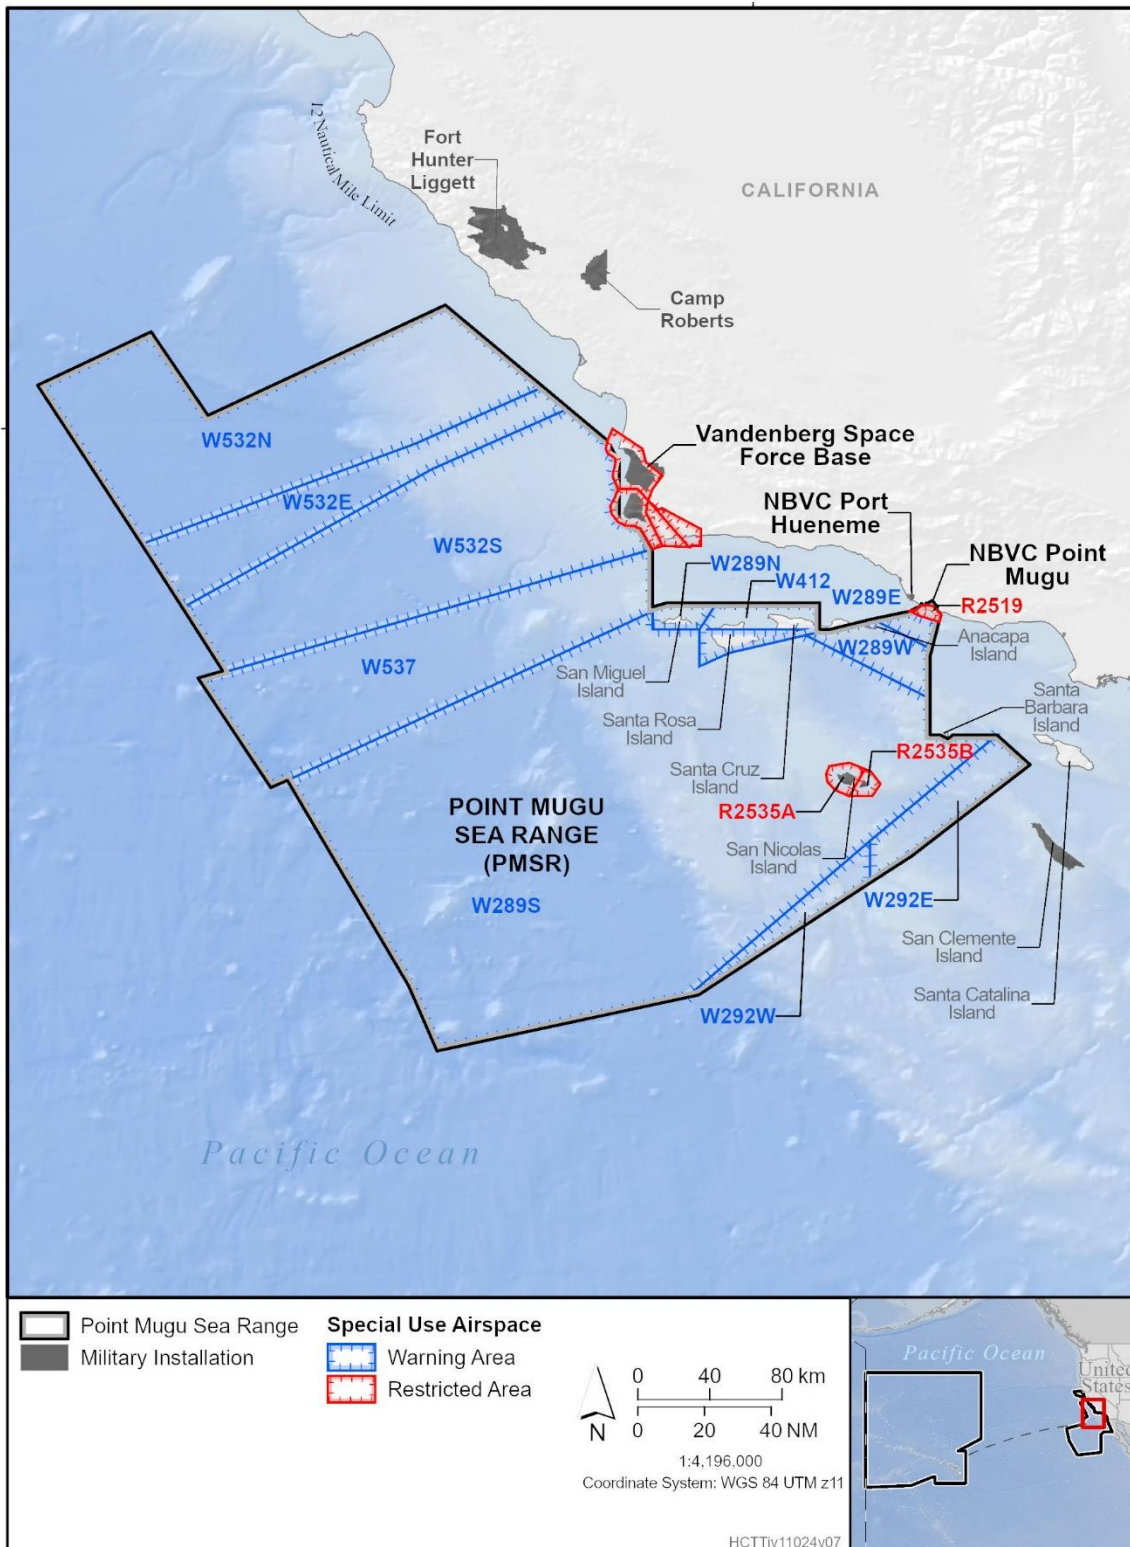 12 Nautical Mile Limit
Fort
Hunter
Liggett
CALIFORNIA
Camp
Roberts
W532N
Vandenberg Space
Force Base
W532E
NBVC Port
Hueneme
W532S
NBVC Point
Mugu
W289N
W412
W289E
R2519
Anacapa
Island
W289W
W537
San Miguel
Island
Santa
Barbara
Island
Santa Rosa
Island
Santa Cruz
Island
R2535B
R2535A
POINT MUGU
SEA RANGE
(PMSR)
San Nicolas
Island
W289S
W292E
San Clemente
Island
Santa Catalina
Island
W292W
Pacific Ocean
Point Mugu Sea Range
Military Installation
Special Use Airspace
Warning Area
Restricted Area
N
0 40 80 km
0 20 40 NM
1:4,196,000
Coordinate System: WGS 84 UTM z11
Pacific Ocean
United
States
HCTTiv11024v07